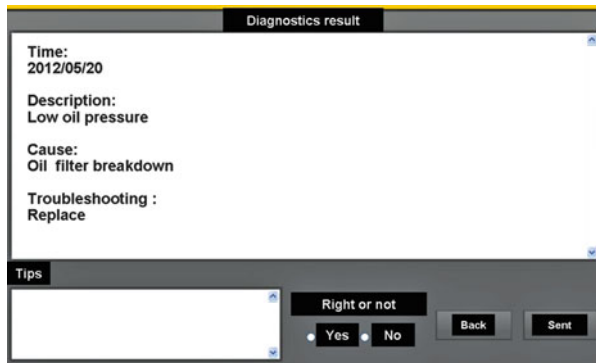 Diagnostics result
Time:
2012/05/20
Description:
Low oil pressure
Cause:
Oil filter breakdown
Troubleshooting :
Replace
Tips
Right or not
Yes
No
Back
Sent